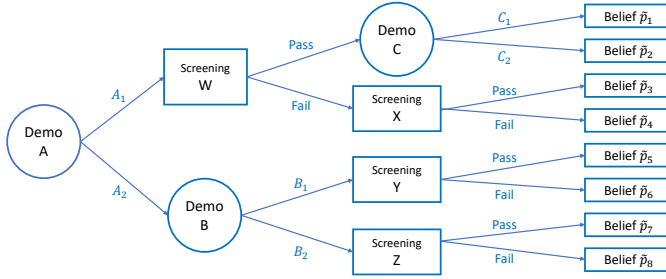 Demo
A
A₁
A₂
Screening
W
Pass
Fail
Demo
B
B₁
B₂
Demo
C
C₁
C₂
Screening
X
Pass
Fail
Screening
Y
Pass
Fail
Screening
Z
Pass
Fail
Belief p̃₁
Belief p̃₂
Belief p̃₃
Belief p̃₄
Belief p̃₅
Belief p̃₆
Belief p̃₇
Belief p̃₈